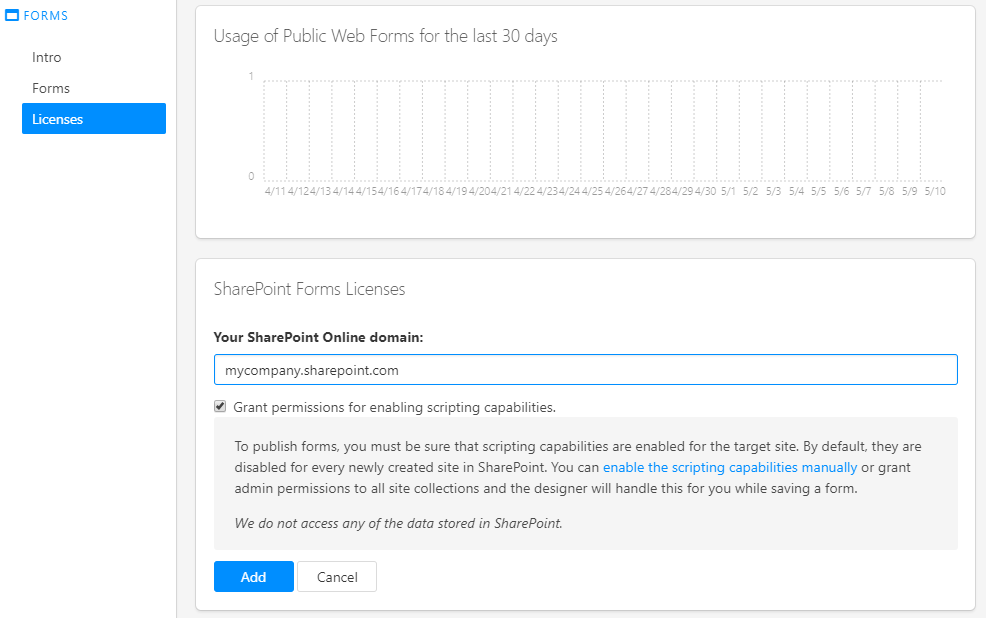 FORMS
Intro
Forms
Licenses
Usage of Public Web Forms for the last 30 days
1
0
4/11 4/12 4/13 4/14 4/15 4/16 4/17 4/18 4/19 4/20 4/21 4/22 4/23 4/24 4/25 4/26 4/27 4/28 4/29 4/30 5/1 5/2 5/3 5/4 5/5 5/6 5/7 5/8 5/9 5/10
SharePoint Forms Licenses
Your SharePoint Online domain:
mycompany.sharepoint.com
Grant permissions for enabling scripting capabilities.
To publish forms, you must be sure that scripting capabilities are enabled for the target site. By default, they are
disabled for every newly created site in SharePoint. You can enable the scripting capabilities manually or grant
admin permissions to all site collections and the designer will handle this for you while saving a form.
We do not access any of the data stored in SharePoint.
Add Cancel